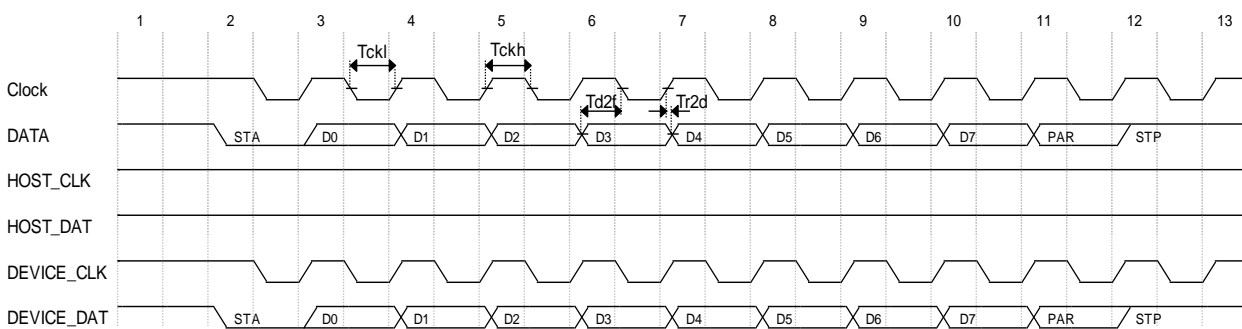 1 2 3 4 5 6 7 8 9 10 11 12 13
Tckl Tckh
Clock
Td2f Tr2d
DATA STA D0 D1 D2 D3 D4 D5 D6 D7 PAR STP
HOST_CLK
HOST_DAT
DEVICE_CLK
DEVICE_DAT STA D0 D1 D2 D3 D4 D5 D6 D7 PAR STP